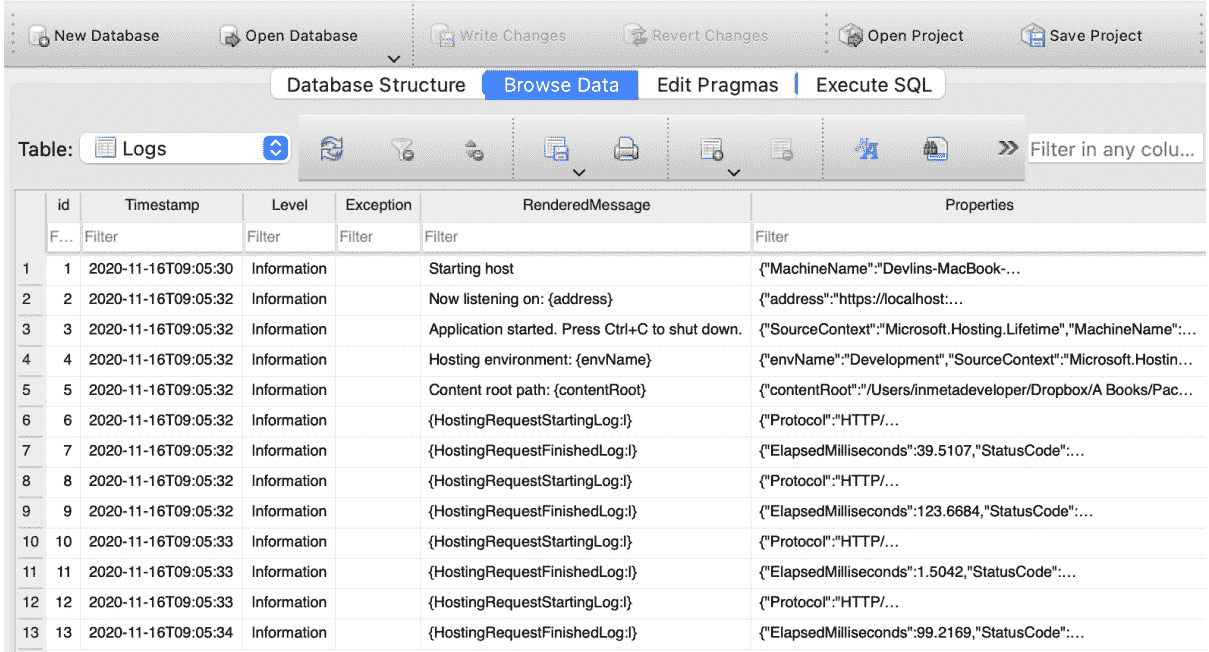 New Database Open Database Write Changes Revert Changes Open Project Save Project
Database Structure Browse Data Edit Pragmas Execute SQL
Table: Logs Filter in any colu...
id Timestamp Level Exception RenderedMessage Properties
F... Filter Filter Filter Filter Filter
1 1 2020-11-16T09:05:30 Information Starting host {"MachineName":"Devlins-MacBook-...
2 2 2020-11-16T09:05:32 Information Now listening on: {address} {"address":"https://localhost:...
3 3 2020-11-16T09:05:32 Information Application started. Press Ctrl+C to shut down. {"SourceContext":"Microsoft.Hosting.Lifetime","MachineName":...
4 4 2020-11-16T09:05:32 Information Hosting environment: {envName} {"envName":"Development","SourceContext":"Microsoft.Hostin...
5 5 2020-11-16T09:05:32 Information Content root path: {contentRoot} {"contentRoot":"/Users/inmetadeveloper/Dropbox/A Books/Pac...
6 6 2020-11-16T09:05:32 Information {HostingRequestStartingLog:l} {"Protocol":"HTTP/...
7 7 2020-11-16T09:05:32 Information {HostingRequestFinishedLog:l} {"ElapsedMilliseconds":39.5107,"StatusCode":...
8 8 2020-11-16T09:05:32 Information {HostingRequestStartingLog:l} {"Protocol":"HTTP/...
9 9 2020-11-16T09:05:32 Information {HostingRequestFinishedLog:l} {"ElapsedMilliseconds":123.6684,"StatusCode":...
10 10 2020-11-16T09:05:33 Information {HostingRequestStartingLog:l} {"Protocol":"HTTP/...
11 11 2020-11-16T09:05:33 Information {HostingRequestFinishedLog:l} {"ElapsedMilliseconds":1.5042,"StatusCode":...
12 12 2020-11-16T09:05:33 Information {HostingRequestStartingLog:l} {"Protocol":"HTTP/...
13 13 2020-11-16T09:05:34 Information {HostingRequestFinishedLog:l} {"ElapsedMilliseconds":99.2169,"StatusCode":...